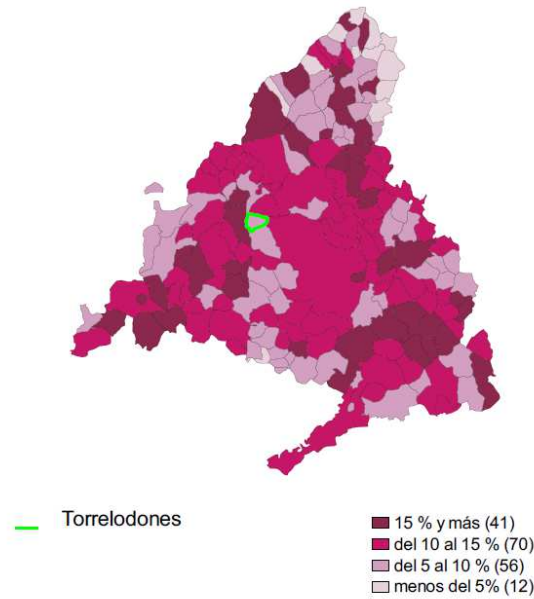 Torrelodones
15 % y más (41)
del 10 al 15 % (70)
del 5 al 10 % (56)
menos del 5% (12)